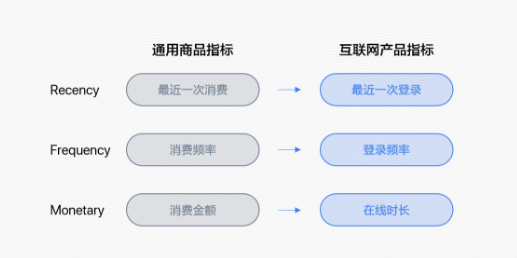 通用商品指标 互联网产品指标
Recency 最近一次消费 最近一次登录
Frequency 消费频率 登录频率
Monetary 消费金额 在线时长